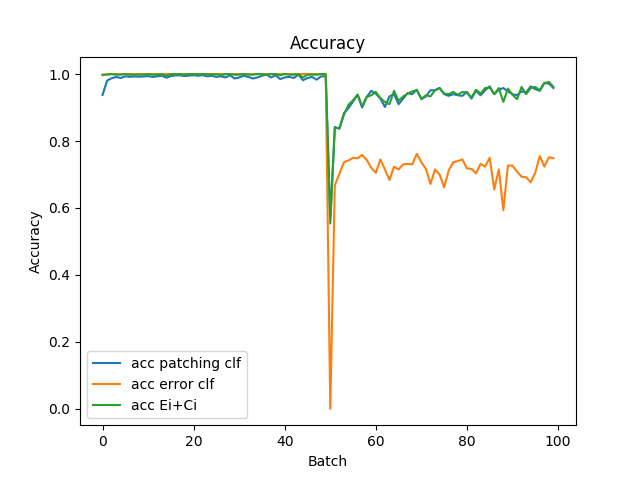 Accuracy
1.0
0.8
0.6
0.4
0.2
0.0
Accuracy
acc patching clf
acc error clf
acc Ei+Ci
0 20 40 60 80 100
Batch